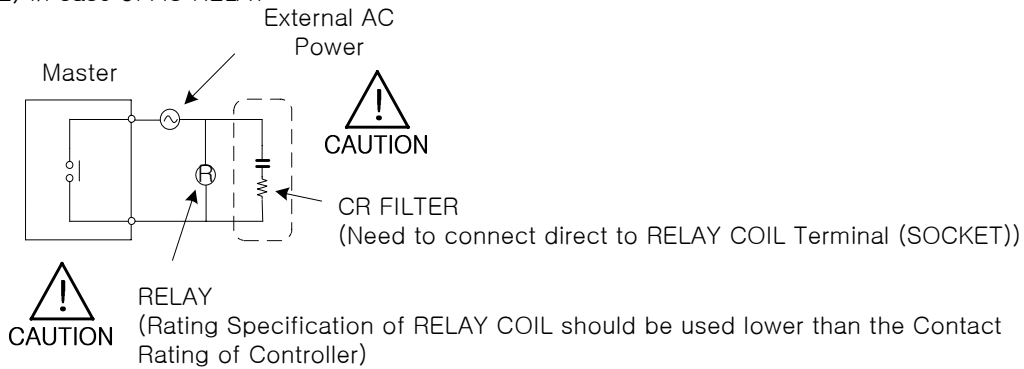 2) In case of AC RELAY
External AC
Power
Master
CAUTION
R
CR FILTER
(Need to connect direct to RELAY COIL Terminal (SOCKET))
CAUTION
RELAY
(Rating Specification of RELAY COIL should be used lower than the Contact
Rating of Controller)